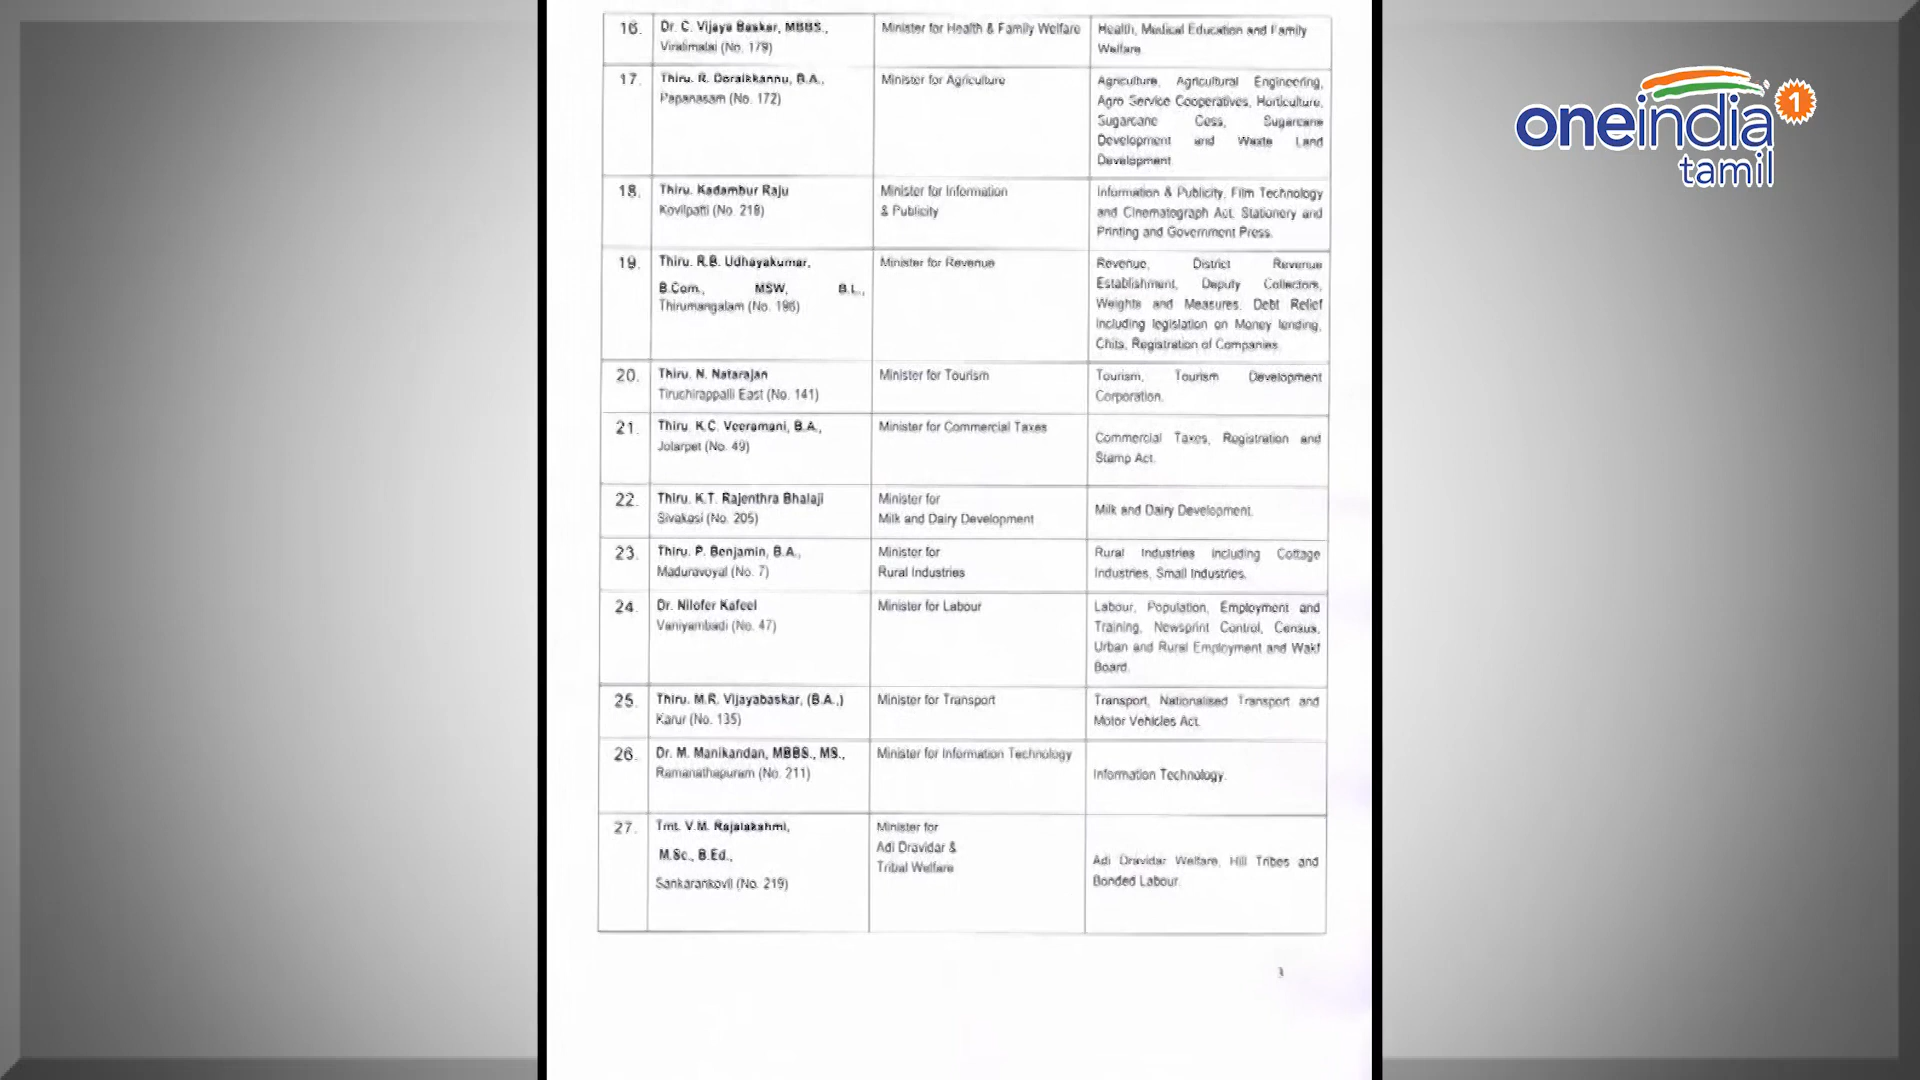 16. Dr. C. Vijaya Baskar, MBBS., Minister for Health & Family Welfare Health, Medical Education and Family
Viralimalai (No. 179) Welfare
17. Thiru. R. Doraikkannu, B.A., Minister for Agriculture Agriculture, Agricultural Engineering,
Papanasam (No. 172) Agro Service Cooperatives, Horticulture,
Sugarcane Cess, Sugarcane
Development and Waste Land
Development
18. Thiru. Kadambur Raju Minister for Information Information & Publicity, Film Technology
Kovilpatti (No. 218) & Publicity and Cinematograph Act, Stationery and
Printing and Government Press.
19. Thiru. R.B. Udhayakumar, Minister for Revenue Revenue, District Revenue
B.Com., MSW, B.L., Establishment, Deputy Collectors,
Thirumangalam (No. 196) Weights and Measures, Debt Relief
including legislation on Money lending,
Chits, Registration of Companies
20. Thiru. N. Natarajan Minister for Tourism Tourism, Tourism Development
Tiruchirappalli East (No. 141) Corporation.
21. Thiru. K.C. Veeramani, B.A., Minister for Commercial Taxes Commercial Taxes, Registration and
Jolarpet (No. 49) Stamp Act.
22. Thiru. K.T. Rajenthra Bhalaji Minister for Milk and Dairy Development.
Sivakasi (No. 205) Milk and Dairy Development
23. Thiru. P. Benjamin, B.A., Minister for Rural Industries including Cottage
Maduravoyal (No. 7) Rural Industries Industries, Small Industries.
24. Dr. Nilofer Kafeel Minister for Labour Labour, Population, Employment and
Vaniyambadi (No. 47) Training, Newsprint Control, Census,
Urban and Rural Employment and Wakf
Board.
25. Thiru. M.R. Vijayabaskar, (B.A.,) Minister for Transport Transport, Nationalised Transport and
Karur (No. 135) Motor Vehicles Act.
26. Dr. M. Manikandan, MBBS., MS., Minister for Information Technology Information Technology.
Ramanathapuram (No. 211)
27. Tmt. V.M. Rajalakshmi, Minister for Adi Dravidar Welfare, Hill Tribes and
M.Sc., B.Ed., Adi Dravidar & Bonded Labour.
Sankarankovil (No. 219) Tribal Welfare
3
oneindia 1
tamil